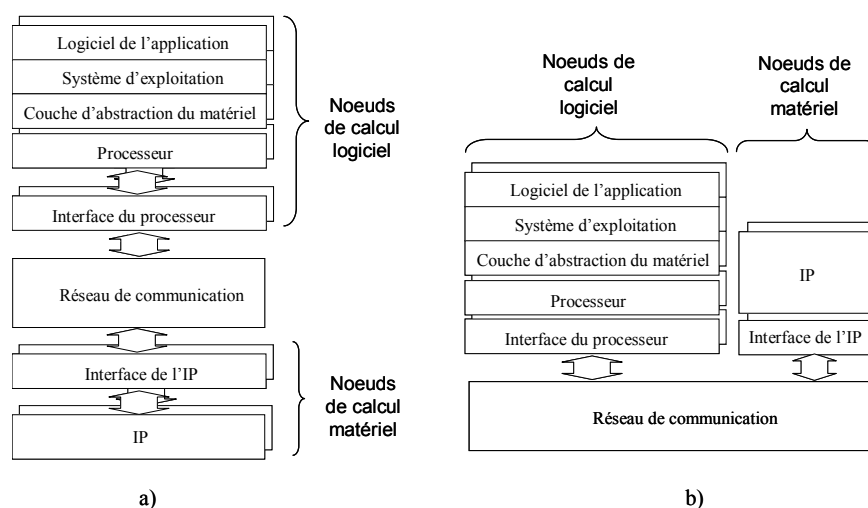 Logiciel de l'application
Système d'exploitation
Couche d'abstraction du matériel
Processeur
Interface du processeur
Noeuds
de calcul
logiciel
Réseau de communication
Interface de l'IP
IP
Noeuds
de calcul
matériel
a)
Noeuds de
calcul
logiciel
Noeuds de
calcul
matériel
Logiciel de l'application
Système d'exploitation
Couche d'abstraction du matériel
Processeur
Interface du processeur
IP
Interface de l'IP
Réseau de communication
b)